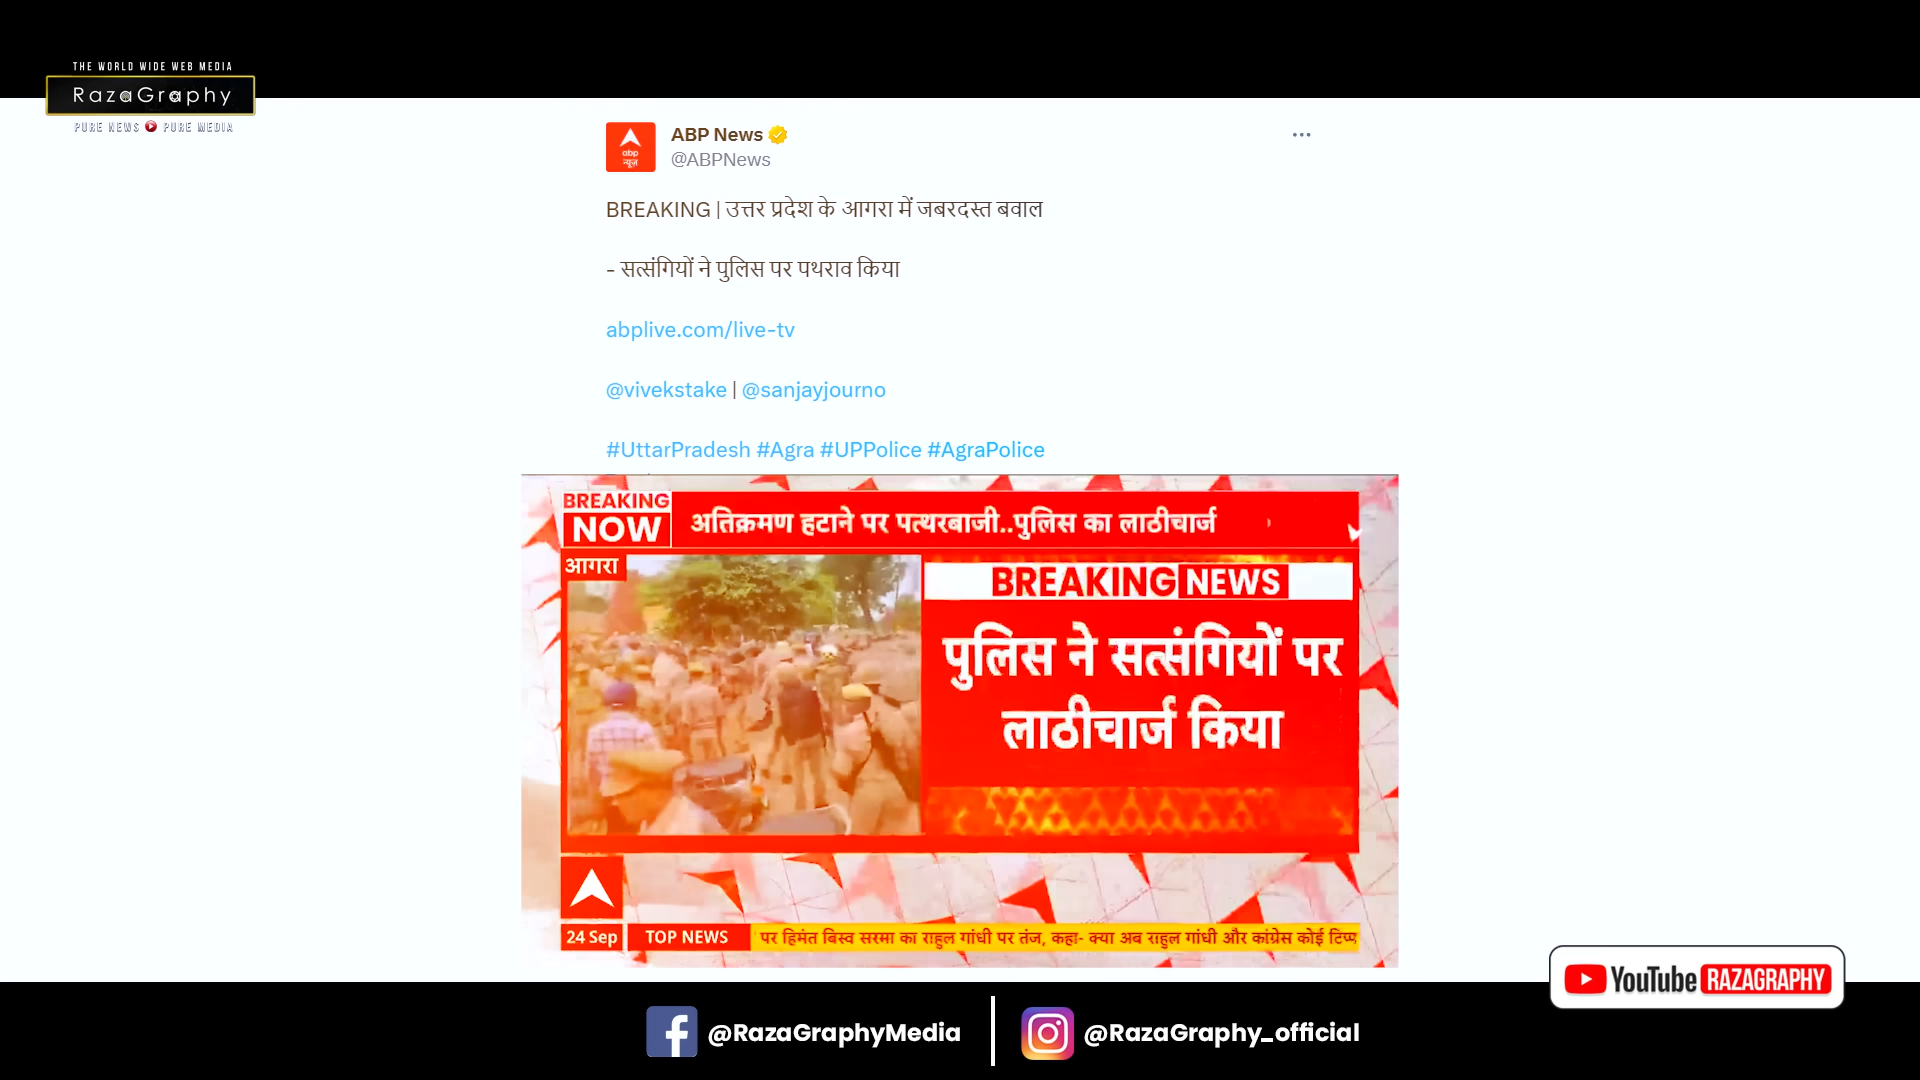 THE WORLD WIDE WEB MEDIA
RazaGraphy
PURE NEWS PURE MEDIA
ABP News
@ABPNews
abp
न्यूज़
BREAKING | उत्तर प्रदेश के आगरा में जबरदस्त बवाल
- सत्संगियों ने पुलिस पर पथराव किया
abplive.com/live-tv
@vivekstake | @sanjayjourno
#UttarPradesh #Agra #UPPolice #AgraPolice
BREAKING
NOW
अतिक्रमण हटाने पर पत्थरबाजी..पुलिस का लाठीचार्ज
आगरा
BREAKING NEWS
पुलिस ने सत्संगियों पर
लाठीचार्ज किया
24 Sep
TOP NEWS
पर हिमंत बिस्व सरमा का राहुल गांधी पर तंज, कहा- क्या अब राहुल गांधी और कांग्रेस कोई टिप्प
YouTube RAZAGRAPHY
@RazaGraphyMedia
@RazaGraphy_official